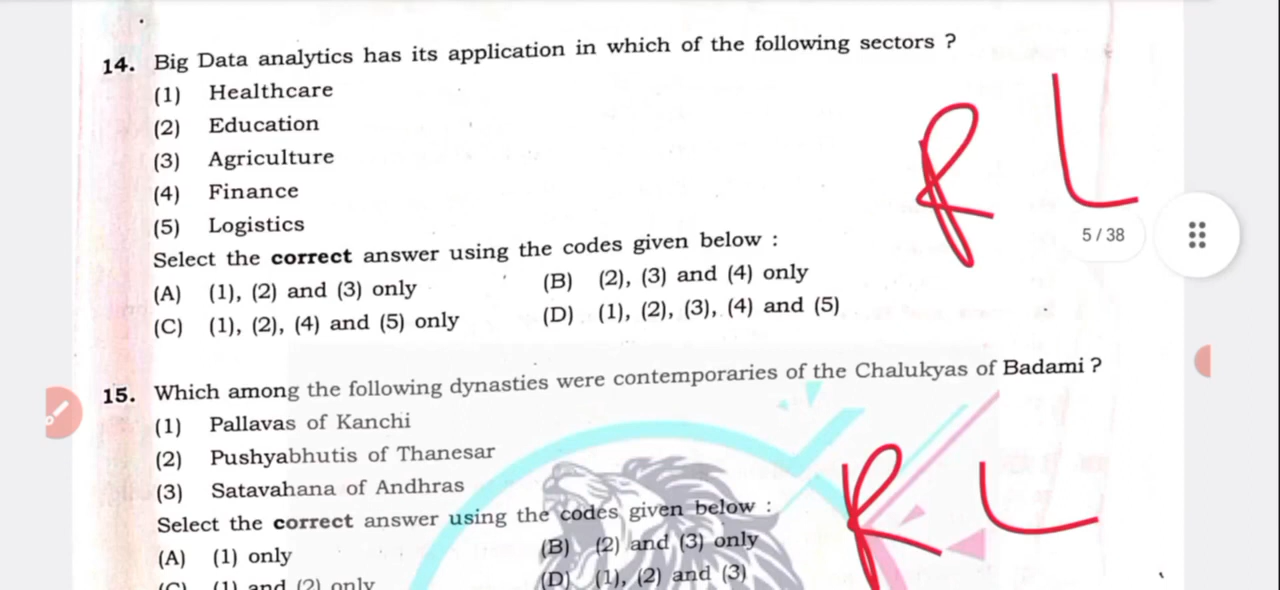 14. Big Data analytics has its application in which of the following sectors ?
(1) Healthcare
(2) Education
(3) Agriculture
(4) Finance
(5) Logistics
Select the correct answer using the codes given below :
(A) (1), (2) and (3) only (B) (2), (3) and (4) only
(C) (1), (2), (4) and (5) only (D) (1), (2), (3), (4) and (5)
R L
5 / 38
15. Which among the following dynasties were contemporaries of the Chalukyas of Badami ?
(1) Pallavas of Kanchi
(2) Pushyabhutis of Thanesar
(3) Satavahana of Andhras
Select the correct answer using the codes given below :
(A) (1) only (B) (2) and (3) only
(C) (1) and (2) only (D) (1), (2) and (3)
R L